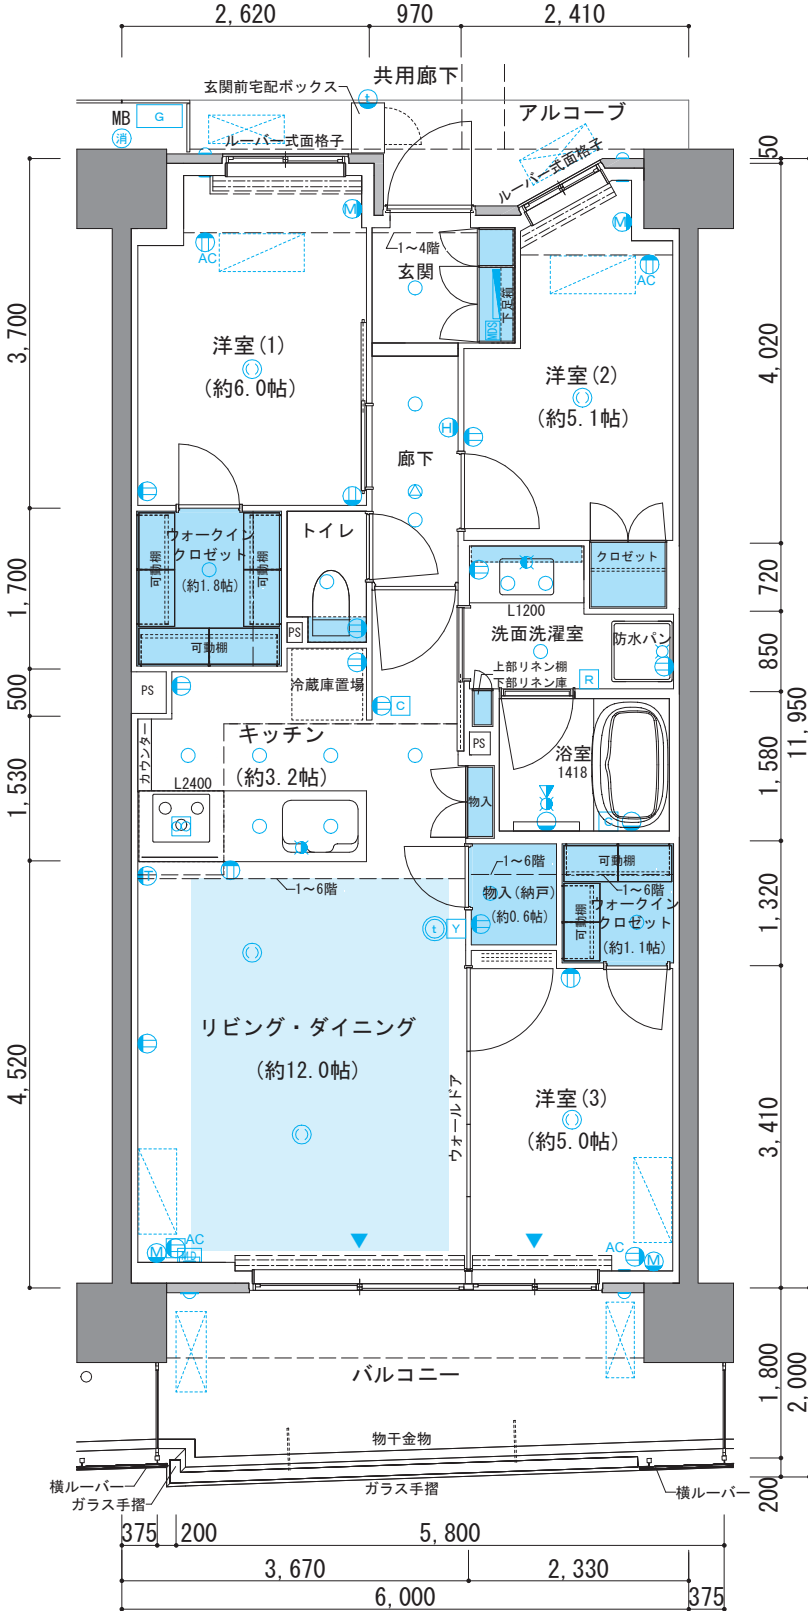 2,620
970
2,410
共用廊下
玄関前宅配ボックス
t
アルコーブ
MB
G
消
ルーバー式面格子
ルーバー式面格子
50
M
M
1～4階
AC
AC
玄関
下足箱
MDS
3,700
4,020
洋室(1)
(約6.0帖)
洋室(2)
(約5.1帖)
H
廊下
トイレ
ウォークイン
クロゼット
(約1.8帖)
可動棚
可動棚
可動棚
クロゼット
1,700
720
PS
L1200
洗面洗濯室
防水パン
850
上部リネン棚
下部リネン庫
R
冷蔵庫置場
PS
C
500
11,950
キッチン
(約3.2帖)
カウンター
PS
浴室
1418
1,580
1,530
L2400
物入
1～6階
可動棚
1～6階
1～6階
T
物入(納戸)
(約0.6帖)
可動棚
ウォークイン
クロゼット
(約1.1帖)
1,320
t
Y
リビング・ダイニング
(約12.0帖)
4,520
ウォールドア
洋室(3)
(約5.0帖)
3,410
AC
M
AC
M
バルコニー
1,800
2,000
物干金物
横ルーバー
ガラス手摺
ガラス手摺
横ルーバー
200
375
200
5,800
3,670
2,330
6,000
375